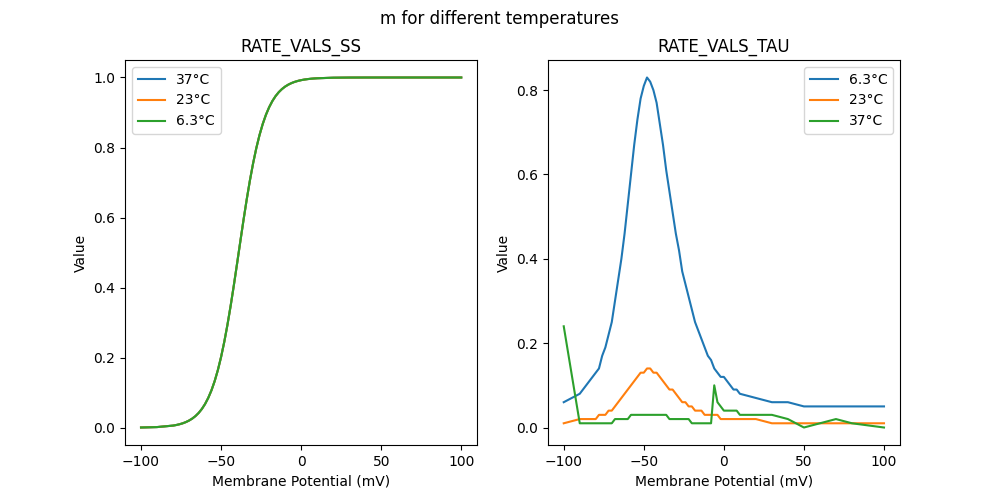 m for different temperatures
RATE_VALS_SS
RATE_VALS_TAU
37°C
23°C
6.3°C
6.3°C
23°C
37°C
1.0
0.8
0.6
0.4
0.2
0.0
Value
−100
−50
0
50
100
Membrane Potential (mV)
0.8
0.6
0.4
0.2
0.0
Value
−100
−50
0
50
100
Membrane Potential (mV)